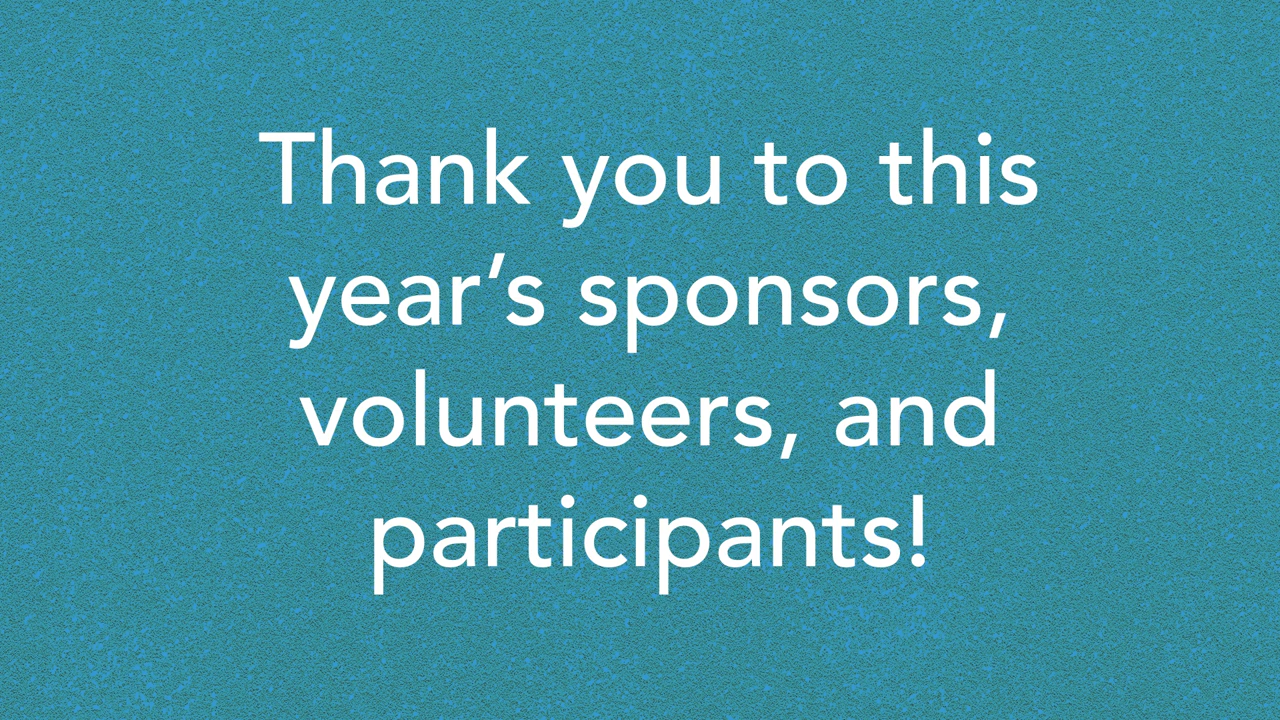 Thank you to this
year’s sponsors,
volunteers, and
participants!